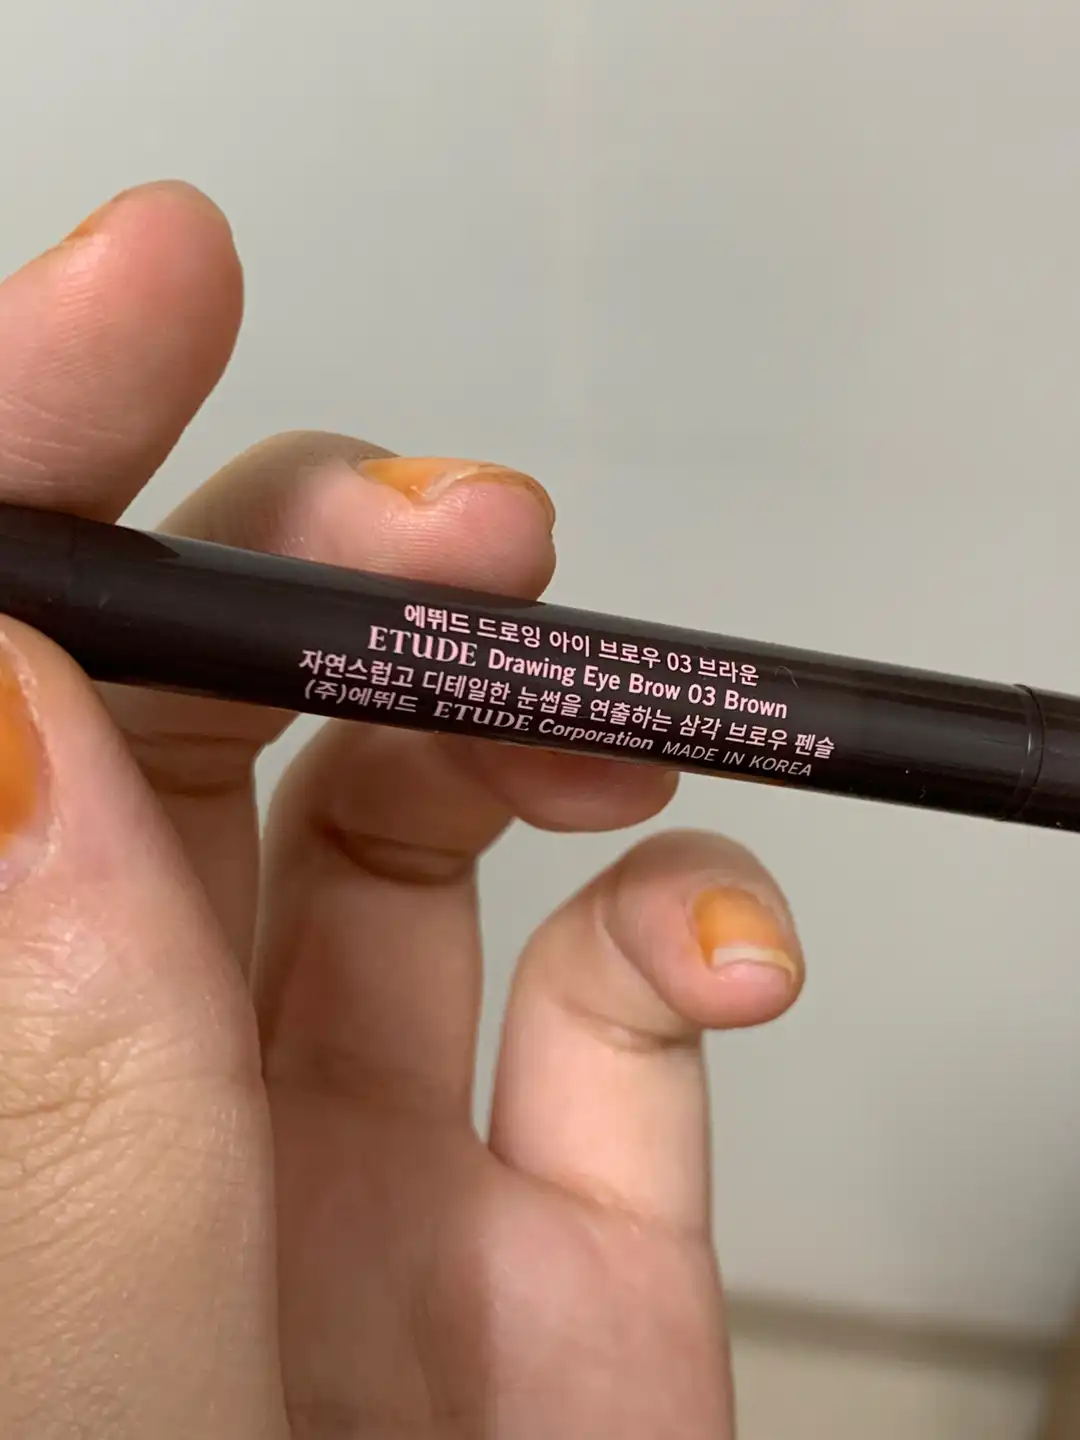 에뛰드 드로잉 아이 브로우 03 브라운
ETUDE Drawing Eye Brow 03 Brown
자연스럽고 디테일한 눈썹을 연출하는 삼각 브로우 펜슬
(주)에뛰드 ETUDE Corporation MADE IN KOREA